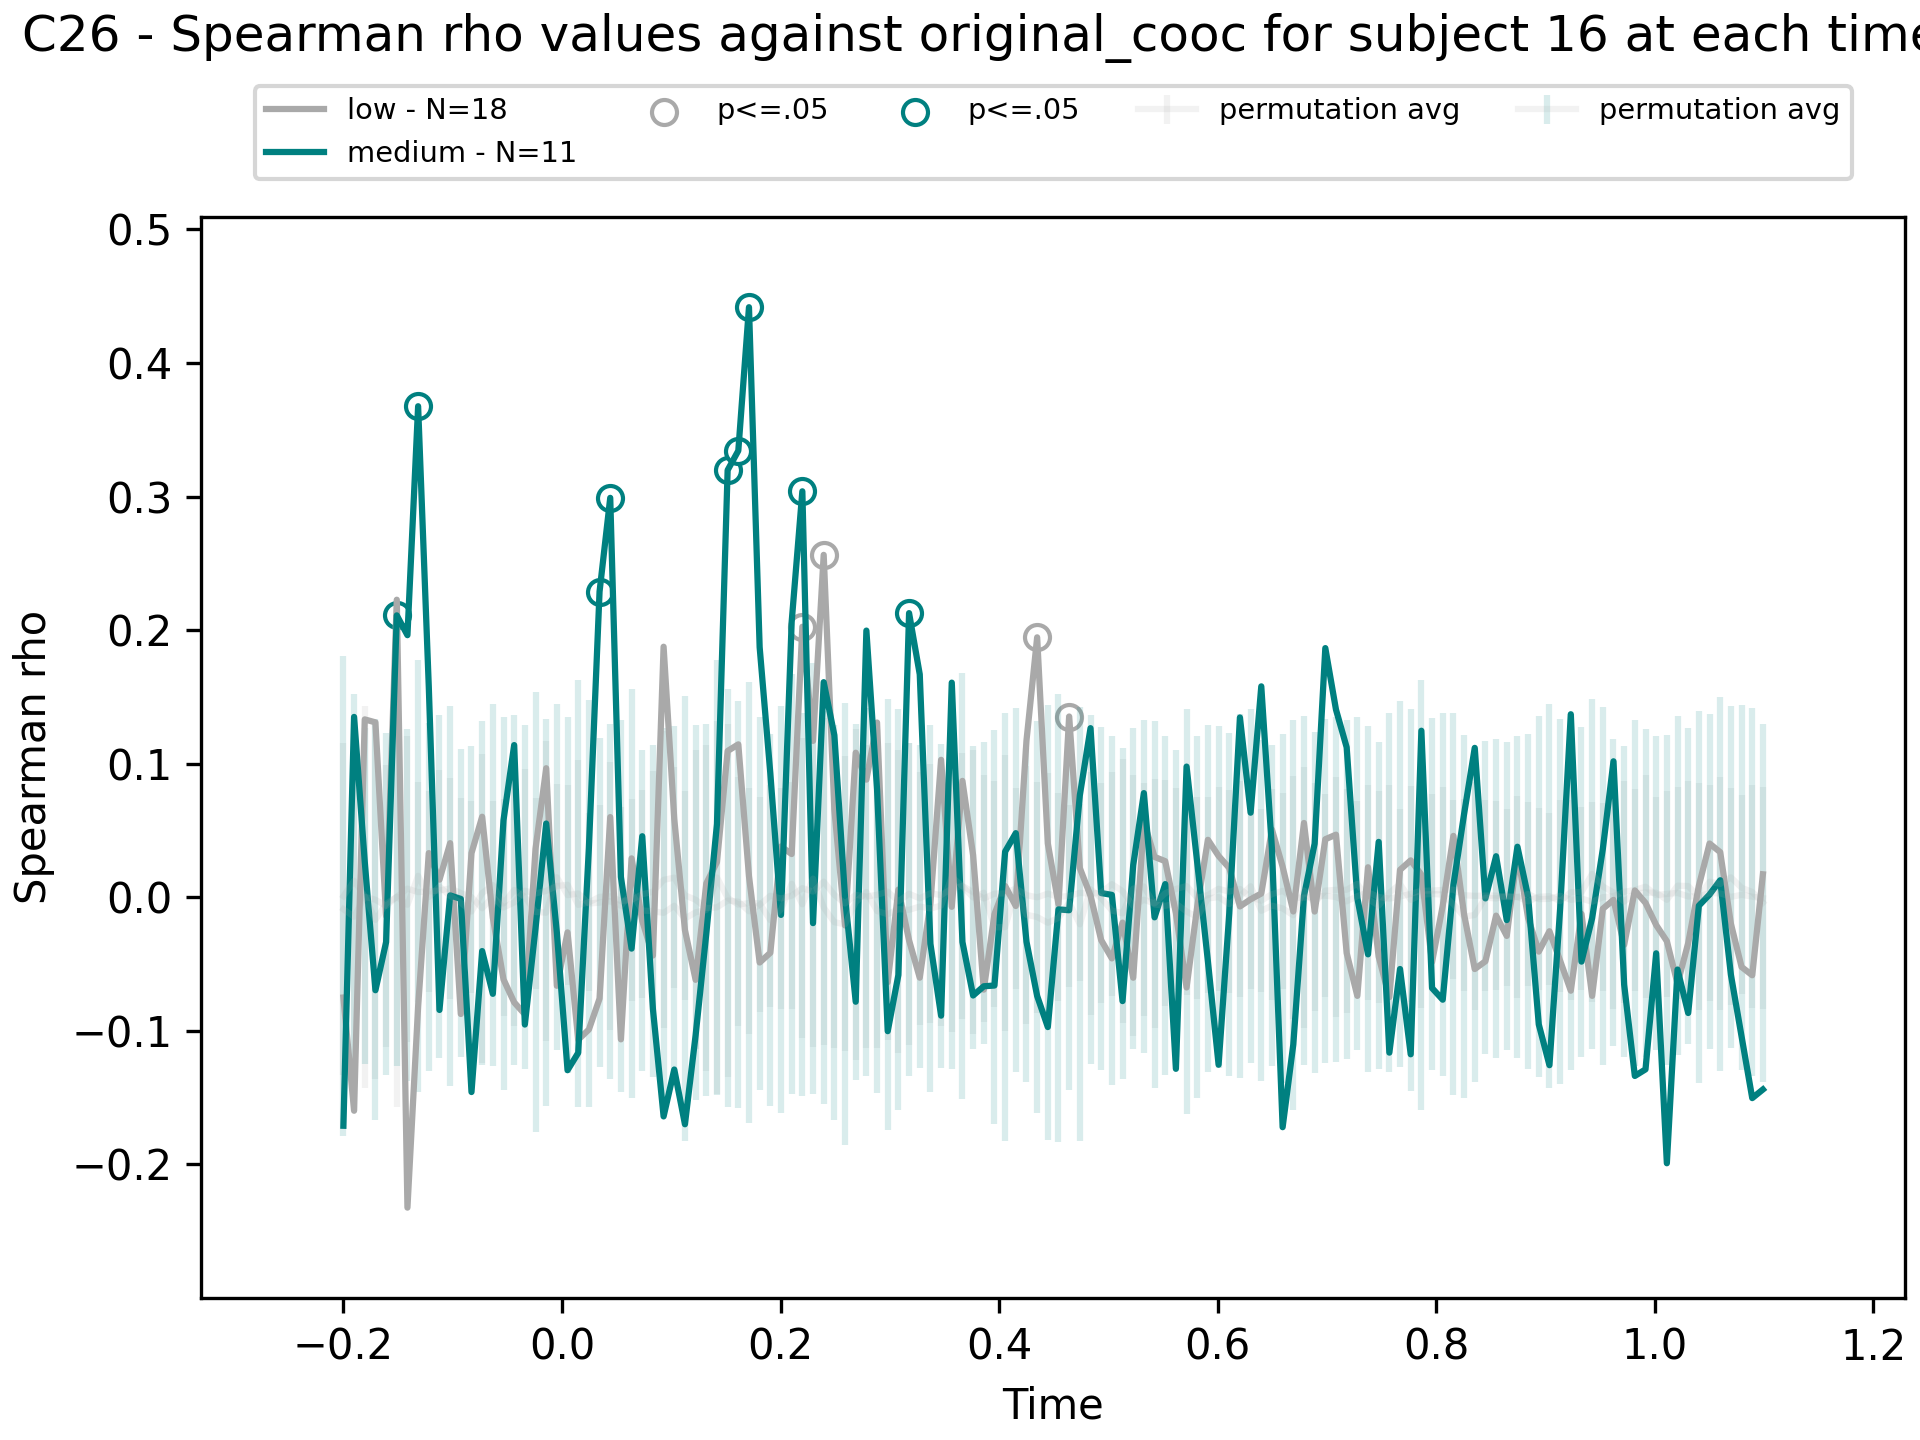 C26 - Spearman rho values against original_cooc for subject 16 at each time
low - N=18 p<=.05 p<=.05 permutation avg permutation avg
medium - N=11
0.5
0.4
0.3
0.2
0.1
0.0
−0.1
−0.2
Spearman rho
−0.2 0.0 0.2 0.4 0.6 0.8 1.0 1.2
Time